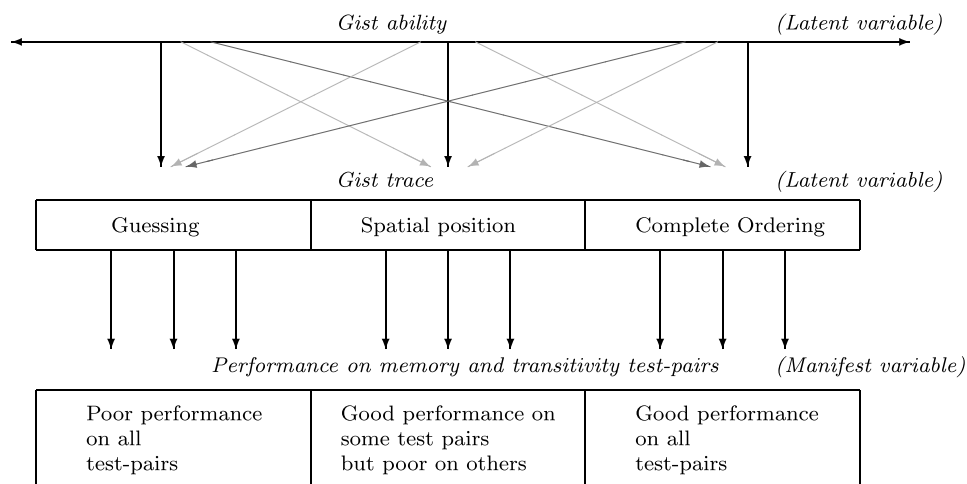 Gist ability (Latent variable)
Gist trace (Latent variable)
Guessing Spatial position Complete Ordering
Performance on memory and transitivity test-pairs (Manifest variable)
Poor performance
on all
test-pairs
Good performance on
some test pairs
but poor on others
Good performance
on all
test-pairs